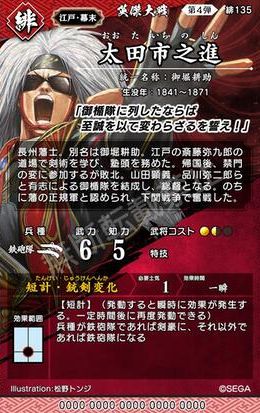 緋
江戸・幕末
英傑大戦
第4弾
緋135
おおたいちのしん
太田市之進
統一名称:御堀耕助
生没年:1841~1871
「御楯隊に列したならば
至誠を以て変わらざるを誓え!」
長州藩士。別名は御堀耕助。江戸の斎藤弥九郎の
道場で剣術を学び、塾頭を務めた。帰国後、禁門
の変に参加するが敗北。山田顕義、品川弥二郎ら
と有志による御楯隊を結成し、総督となる。のち
に藩の正規軍と認められ、下関戦争で奮戦した。
兵種 武力 知力 武将コスト
鉄砲隊 6 5 特技
たんけい・じゅうけんへんか 必要士気 効果時間
短計・銃剣変化 1 一瞬
効果範囲
【短計】(発動すると瞬時に効果が発生す
る。一定時間後に再度発動できる)
兵種が鉄砲隊であれば剣豪に、それ以外で
あれば鉄砲隊になる
Illustration:松野トンジ
©SEGA
0000-0000-0000-0000-0000